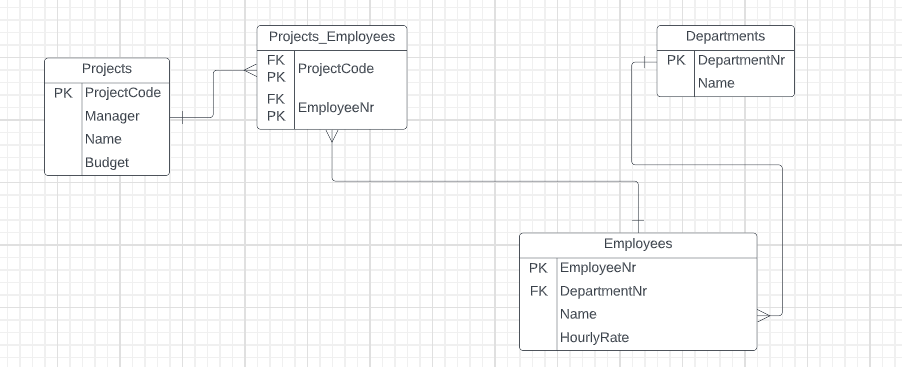 Projects
PK ProjectCode
Manager
Name
Budget
Projects_Employees
FK
PK ProjectCode
FK
PK EmployeeNr
Departments
PK DepartmentNr
Name
Employees
PK EmployeeNr
FK DepartmentNr
Name
HourlyRate